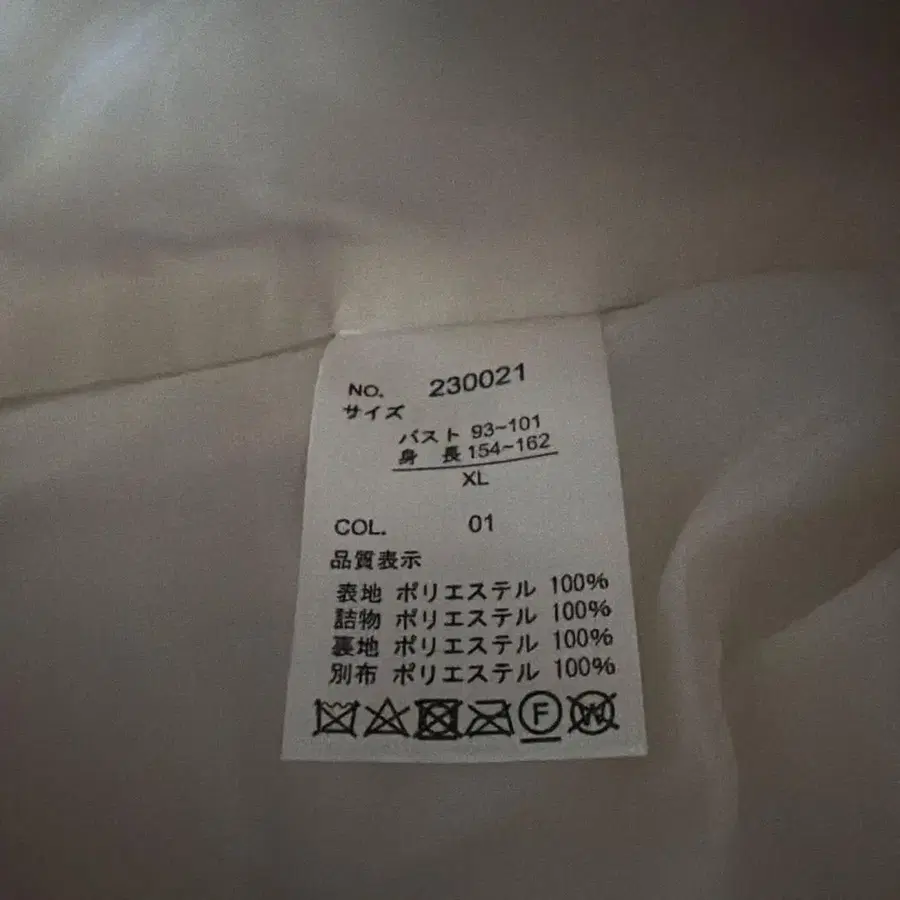 NO. 230021
サイズ
バスト 93~101
身 長 154~162
XL
COL. 01
品質表示
表地 ポリエステル 100%
詰物 ポリエステル 100%
裏地 ポリエステル 100%
別布 ポリエステル 100%
F W